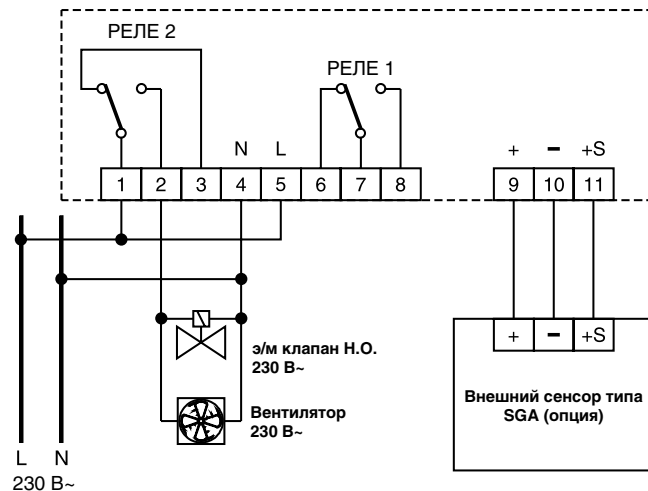 РЕЛЕ 2
РЕЛЕ 1
N L + − +S
1 2 3 4 5 6 7 8 9 10 11
+ − +S
э/м клапан Н.О.
230 В~
Внешний сенсор типа
SGA (опция)
Вентилятор
230 В~
L N
230 В~